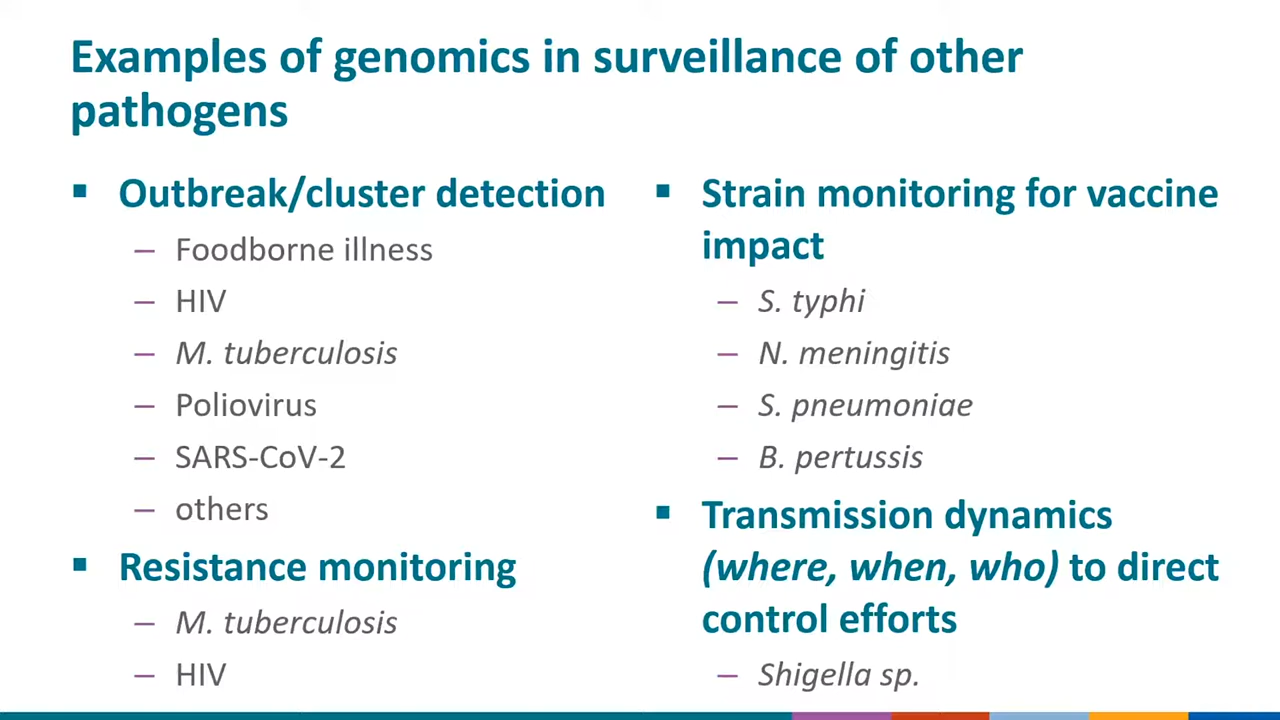 Examples of genomics in surveillance of other
pathogens
▪ Outbreak/cluster detection
– Foodborne illness
– HIV
– M. tuberculosis
– Poliovirus
– SARS-CoV-2
– others
▪ Resistance monitoring
– M. tuberculosis
– HIV
▪ Strain monitoring for vaccine
impact
– S. typhi
– N. meningitis
– S. pneumoniae
– B. pertussis
▪ Transmission dynamics
(where, when, who) to direct
control efforts
– Shigella sp.